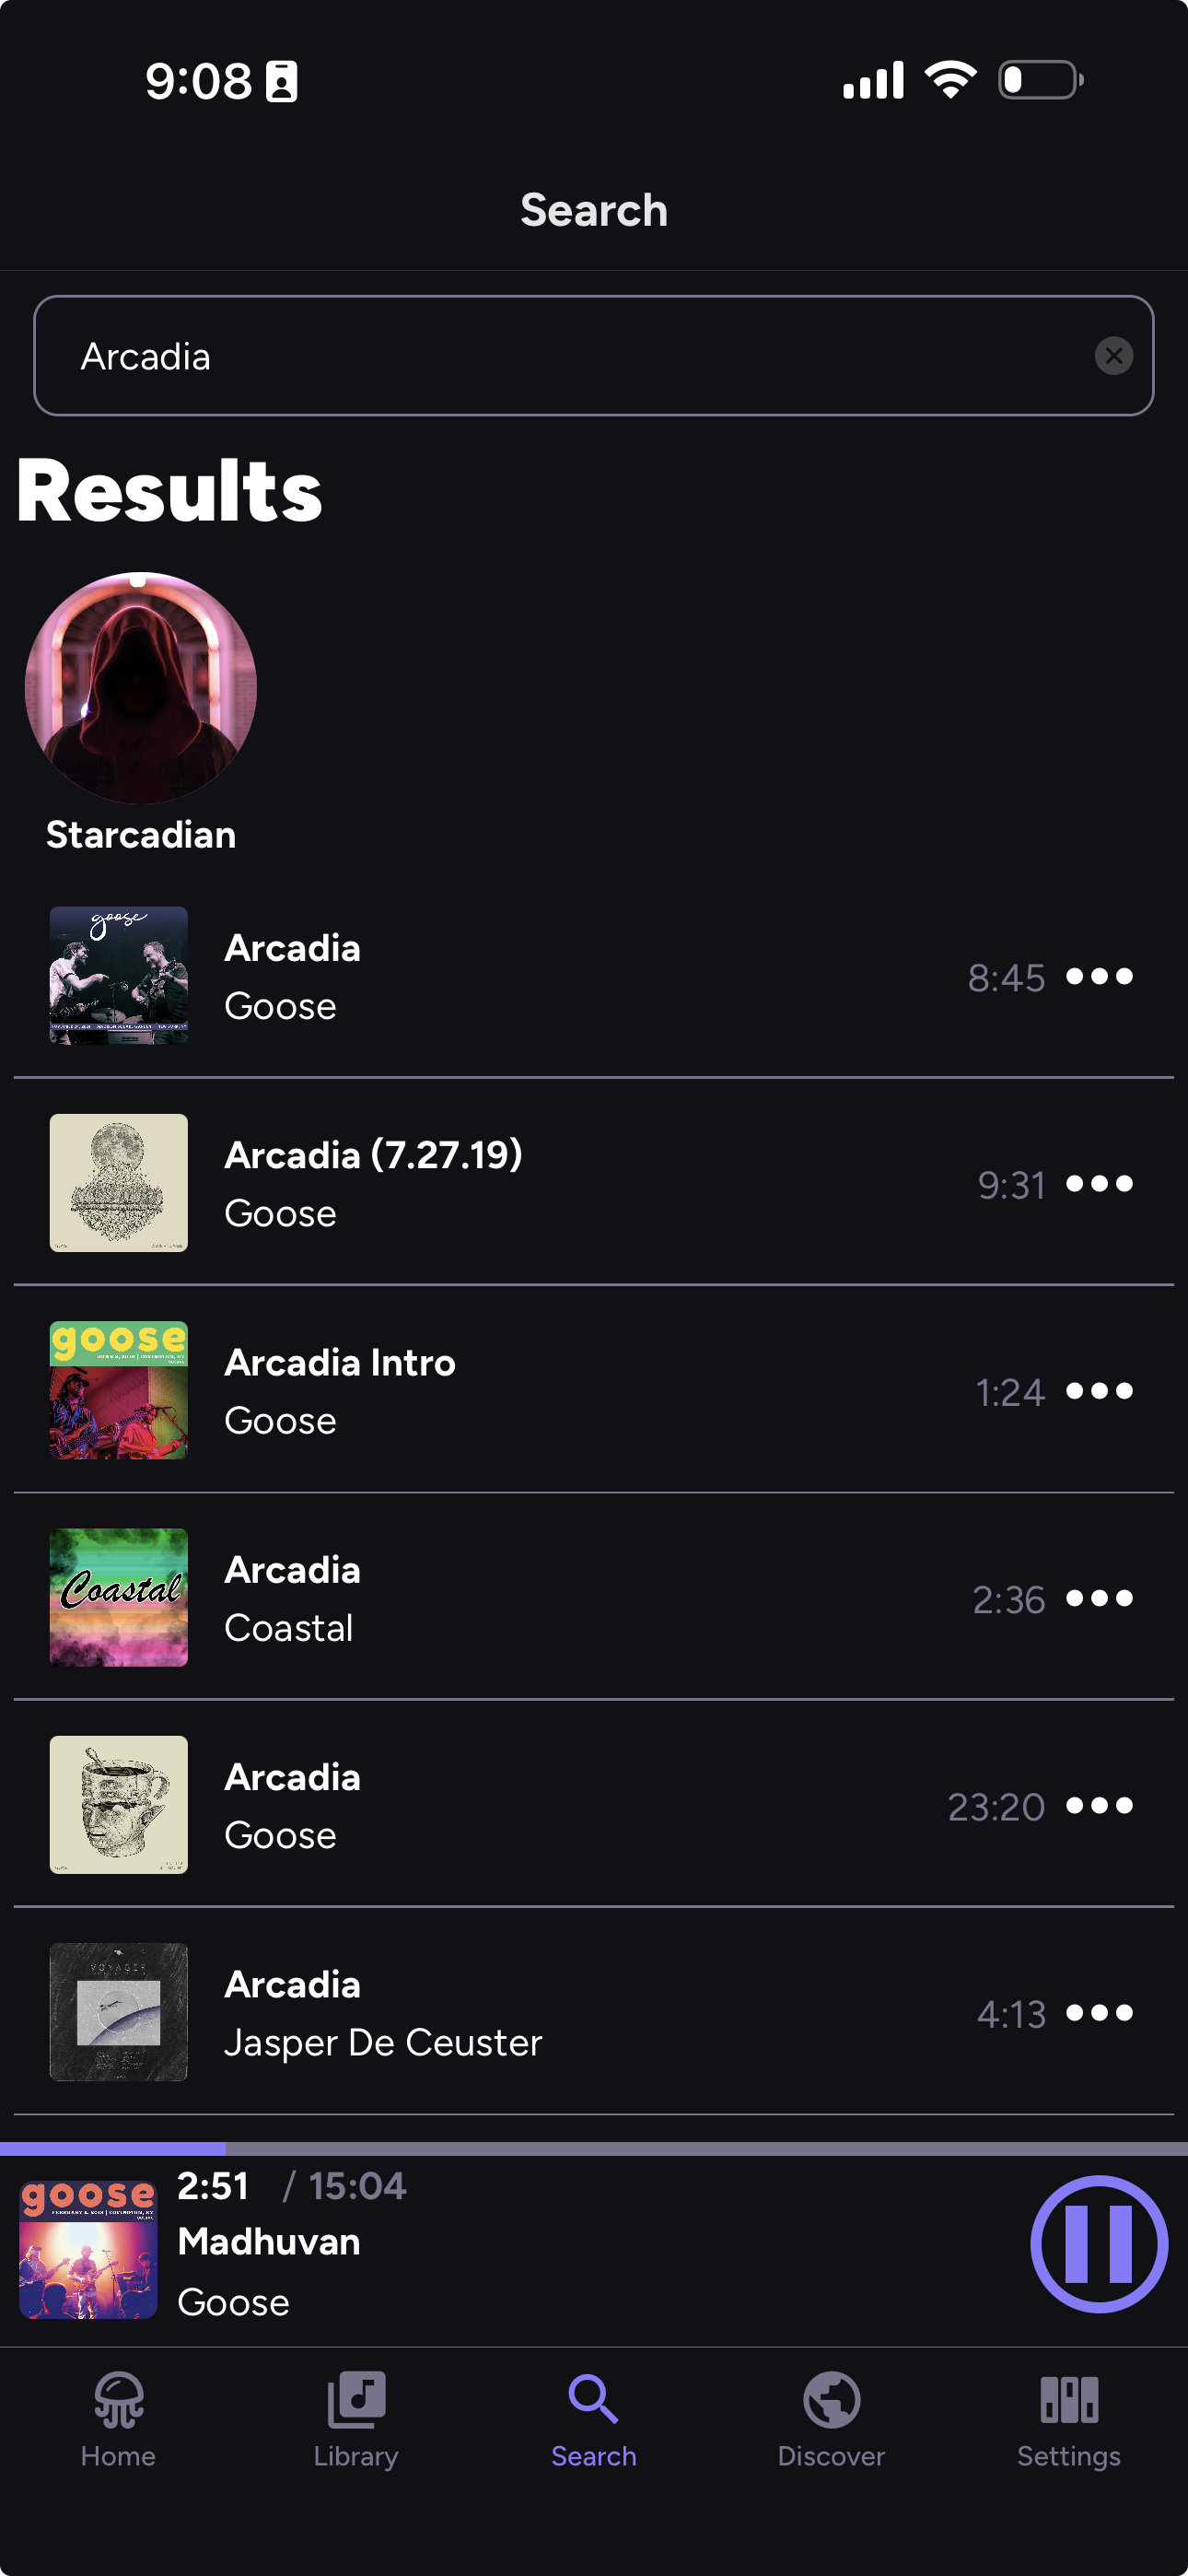 9:08
Search
Arcadia
Results
Starcadian
goose
Arcadia
8:45
Goose
Arcadia (7.27.19)
9:31
Goose
goose
Arcadia Intro
1:24
Goose
Coastal
Arcadia
2:36
Coastal
Arcadia
23:20
Goose
VOYAGER
Arcadia
4:13
Jasper De Ceuster
goose
2:51 / 15:04
Madhuvan
Goose
Home Library Search Discover Settings